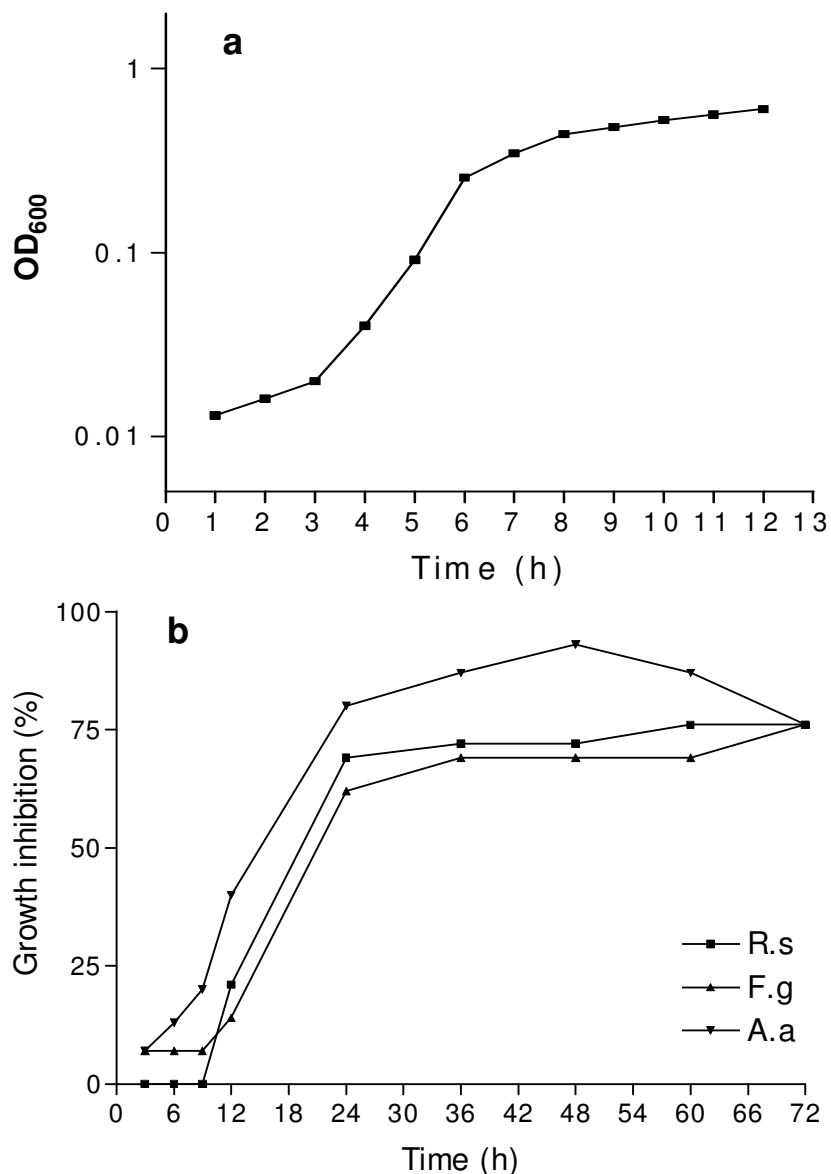 a
1
0.1
0.01
OD600
0 1 2 3 4 5 6 7 8 9 10 11 12 13
Time (h)
b
100
75
50
25
0
Growth inhibition (%)
R.s
F.g
A.a
0 6 12 18 24 30 36 42 48 54 60 66 72
Time (h)